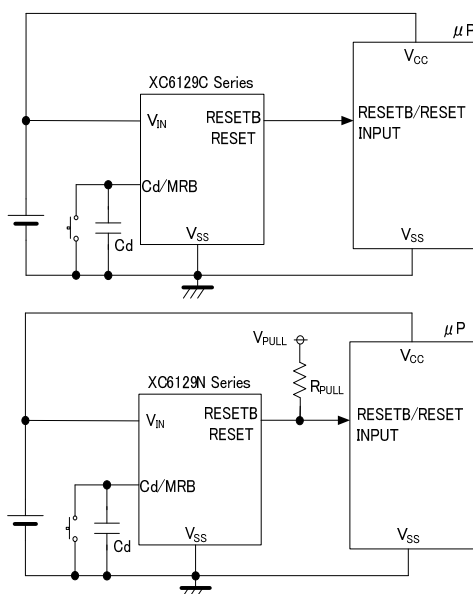 μP
VCC
XC6129C Series
VIN
RESETB
RESET
RESETB/RESET
INPUT
Cd/MRB
Cd
VSS
VSS
μP
VPULL
VCC
RPULL
XC6129N Series
VIN
RESETB
RESET
RESETB/RESET
INPUT
Cd/MRB
Cd
VSS
VSS